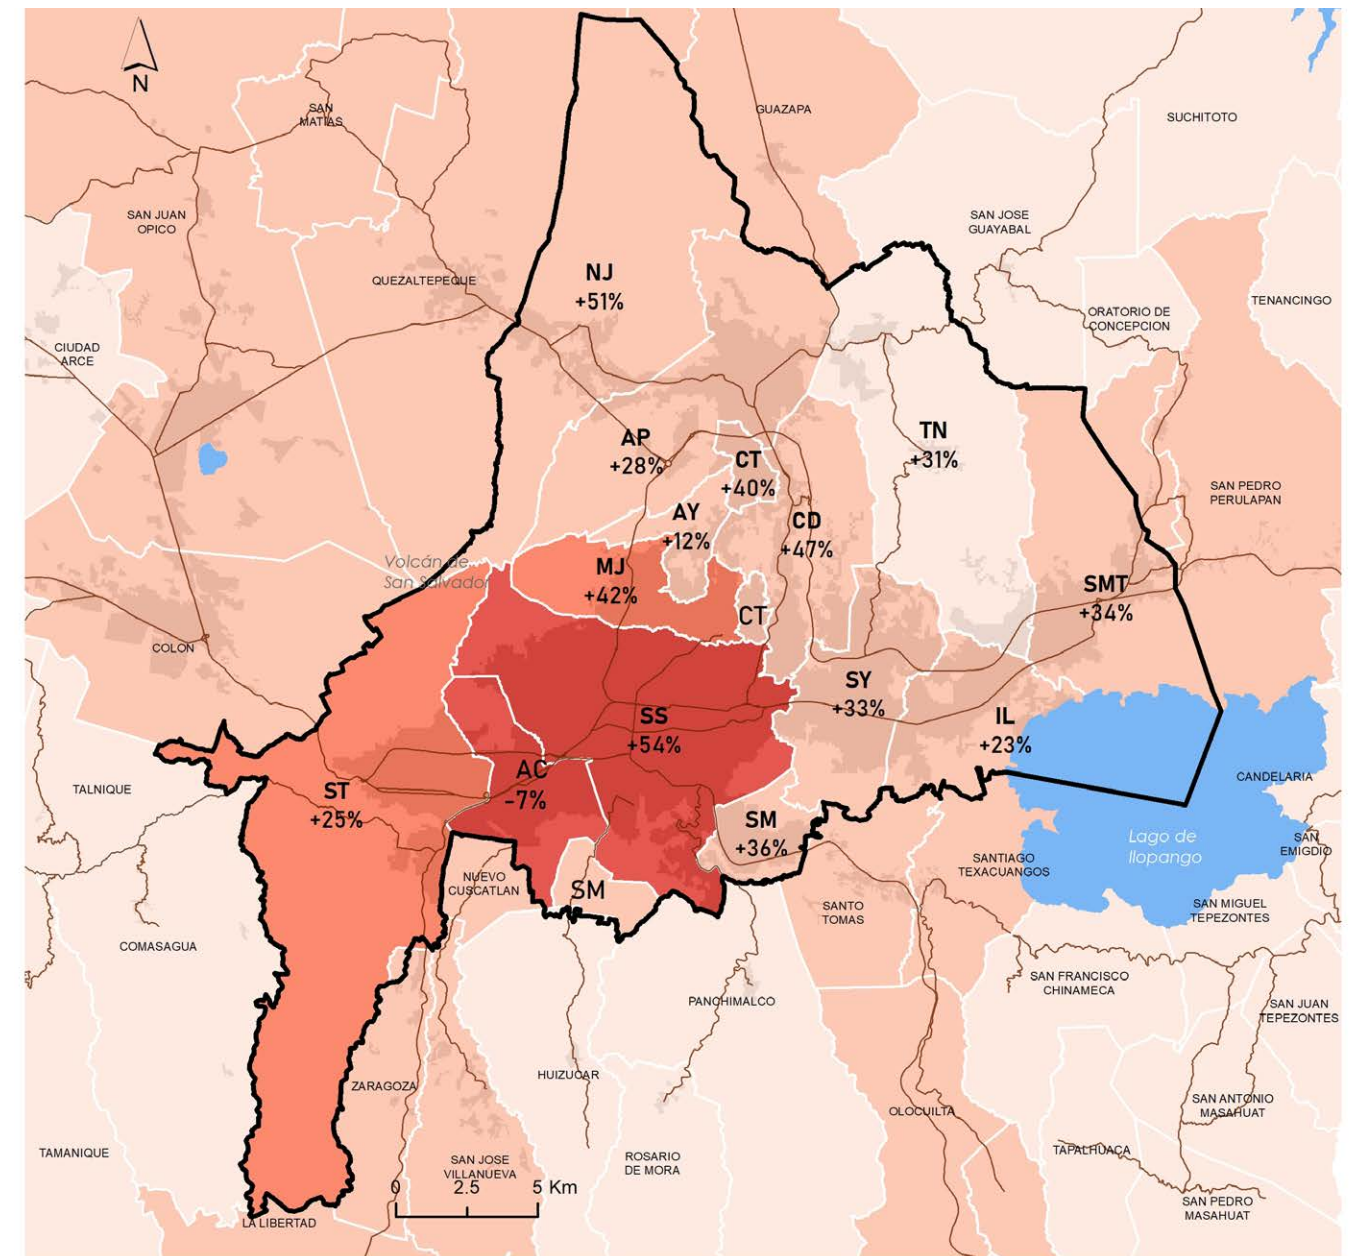 N
SAN
MATIAS
GUAZAPA
SUCHITOTO
SAN JUAN
OPICO
SAN JOSE
GUAYABAL
QUEZALTEPEQUE
NJ
+51%
TENANCINGO
ORATORIO DE
CONCEPCION
CIUDAD
ARCE
AP
+28%
TN
+31%
CT
+40%
SAN PEDRO
PERULAPAN
AY
+12%
CD
+47%
Volcán de
San Salvador
MJ
+42%
SMT
+34%
CT
COLON
SY
+33%
SS
+54%
IL
+23%
AC
-7%
CANDELARIA
TALNIQUE
ST
+25%
SM
+36%
Lago de
Ilopango
SAN
EMIGDIO
SANTIAGO
TEXACUANGOS
NUEVO
CUSCATLAN
SM
SANTO
TOMAS
SAN MIGUEL
TEPEZONTES
COMASAGUA
SAN FRANCISCO
CHINAMECA
PANCHIMALCO
SAN JUAN
TEPEZONTES
HUIZUCAR
ZARAGOZA
OLOCUILTA
SAN ANTONIO
MASAHUAT
TAMANIQUE
SAN JOSE
VILLANUEVA
ROSARIO
DE MORA
TAPALHUACA
0 2.5 5 Km
SAN PEDRO
MASAHUAT
LA LIBERTAD